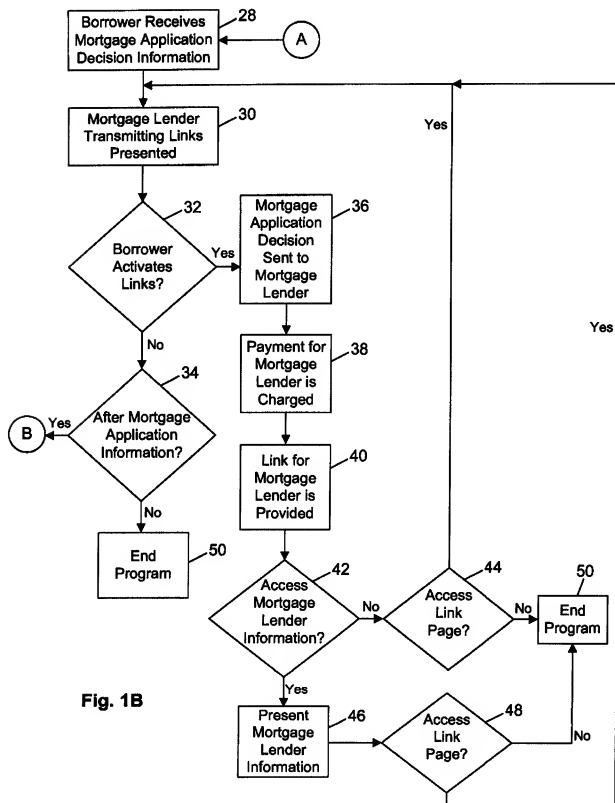 Borrower Receives
Mortgage Application
Decision Information
28
A
Yes
Mortgage Lender
Transmitting Links
Presented
30
32
Borrower
Activates
Links?
Yes
36
Mortgage
Application
Decision
Sent to
Mortgage
Lender
Yes
No
34
After Mortgage
Application
Information?
Yes
B
38
Payment for
Mortgage
Lender is
Charged
40
Link for
Mortgage
Lender is
Provided
No
End
Program
50
42
Access
Mortgage
Lender
Information?
No
44
Access
Link
Page?
No
50
End
Program
Fig. 1B
Yes
Present
Mortgage
Lender
Information
46
48
Access
Link
Page?
No